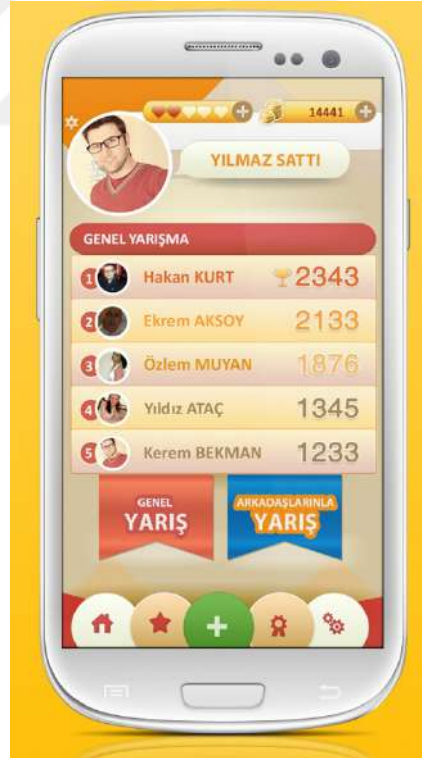 14441
YILMAZ SATTI
GENEL YARIŞMA
1 Hakan KURT 2343
2 Ekrem AKSOY 2133
3 Özlem MUYAN 1876
4 Yıldız ATAÇ 1345
5 Kerem BEKMAN 1233
GENEL
YARIŞ
ARKADAŞLARINLA
YARIŞ